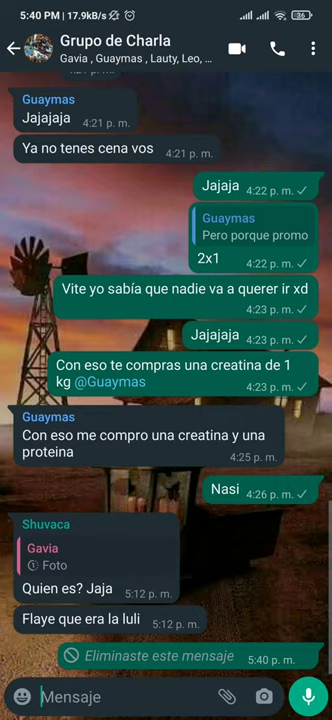 5:40 PM | 17.9kB/s
36
Grupo de Charla
Gavia , Guaymas , Lauty, Leo, ...
Guaymas
Jajajaja 4:21 p. m.
Ya no tenes cena vos 4:21 p. m.
Jajaja 4:22 p. m.
Guaymas
Pero porque promo
2x1 4:22 p. m.
Vite yo sabía que nadie va a querer ir xd
4:23 p. m.
Jajajaja 4:23 p. m.
Con eso te compras una creatina de 1
kg @Guaymas 4:23 p. m.
Guaymas
Con eso me compro una creatina y una
proteina 4:25 p. m.
Nasi 4:26 p. m.
Shuvaca
Gavia
1 Foto
Quien es? Jaja 5:12 p. m.
Flaye que era la luli 5:12 p. m.
Eliminaste este mensaje 5:40 p. m.
Mensaje